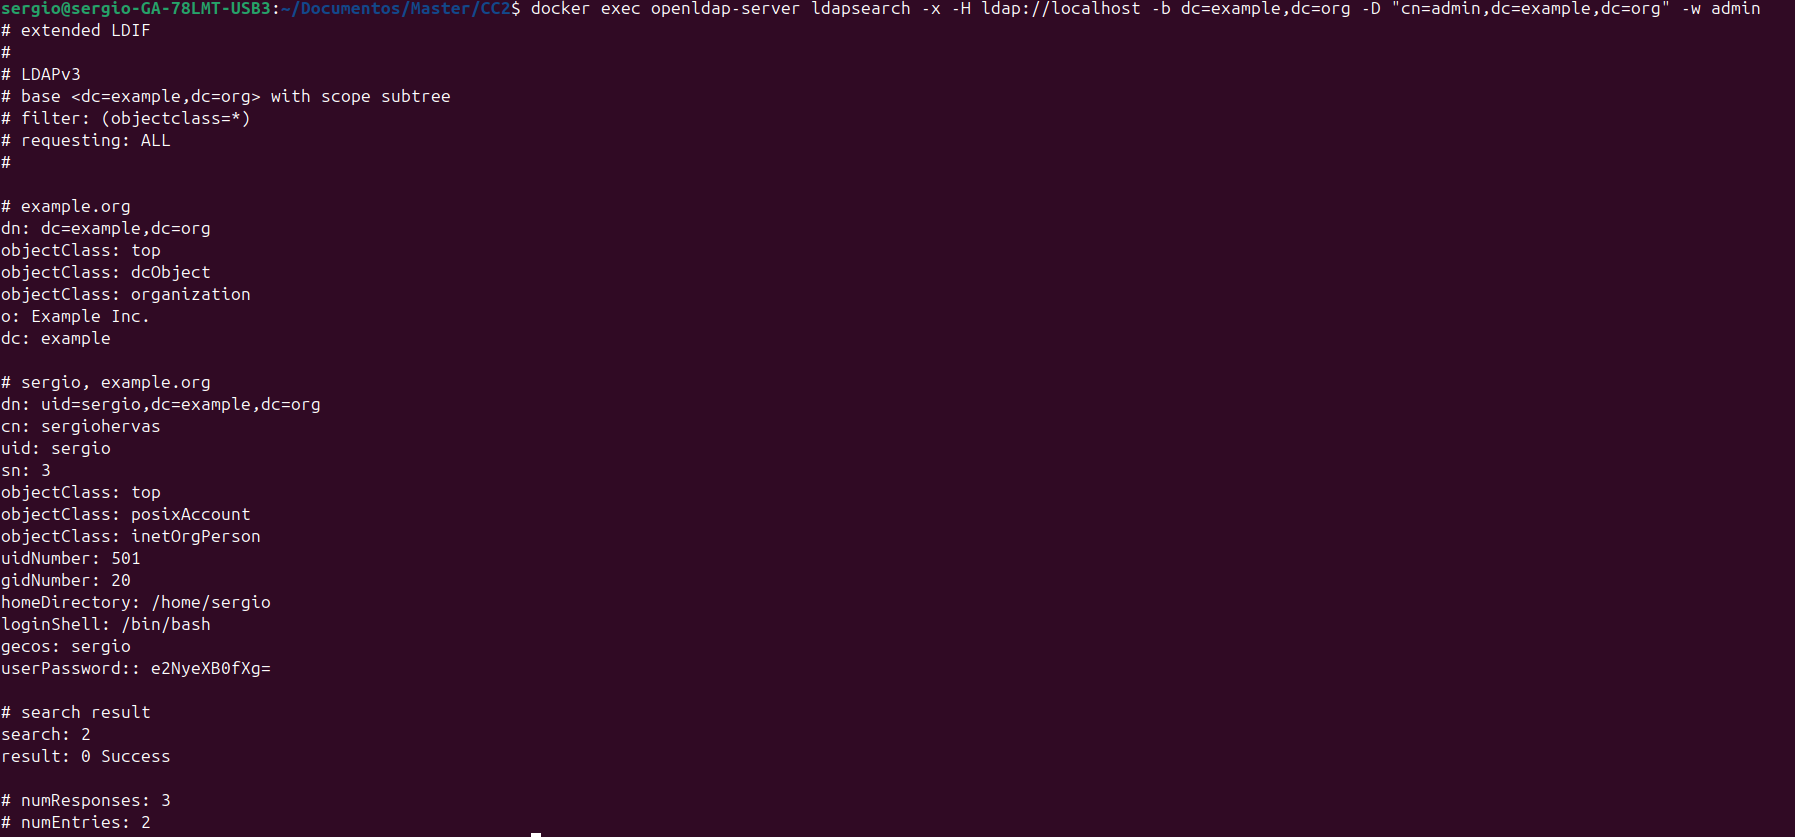 sergio@sergio-GA-78LMT-USB3:~/Documentos/Master/CC2$ docker exec openldap-server ldapsearch -x -H ldap://localhost -b dc=example,dc=org -D "cn=admin,dc=example,dc=org" -w admin
# extended LDIF
#
# LDAPv3
# base <dc=example,dc=org> with scope subtree
# filter: (objectclass=*)
# requesting: ALL
#

# example.org
dn: dc=example,dc=org
objectClass: top
objectClass: dcObject
objectClass: organization
o: Example Inc.
dc: example

# sergio, example.org
dn: uid=sergio,dc=example,dc=org
cn: sergiohervas
uid: sergio
sn: 3
objectClass: top
objectClass: posixAccount
objectClass: inetOrgPerson
uidNumber: 501
gidNumber: 20
homeDirectory: /home/sergio
loginShell: /bin/bash
gecos: sergio
userPassword:: e2NyeXB0fXg=

# search result
search: 2
result: 0 Success

# numResponses: 3
# numEntries: 2